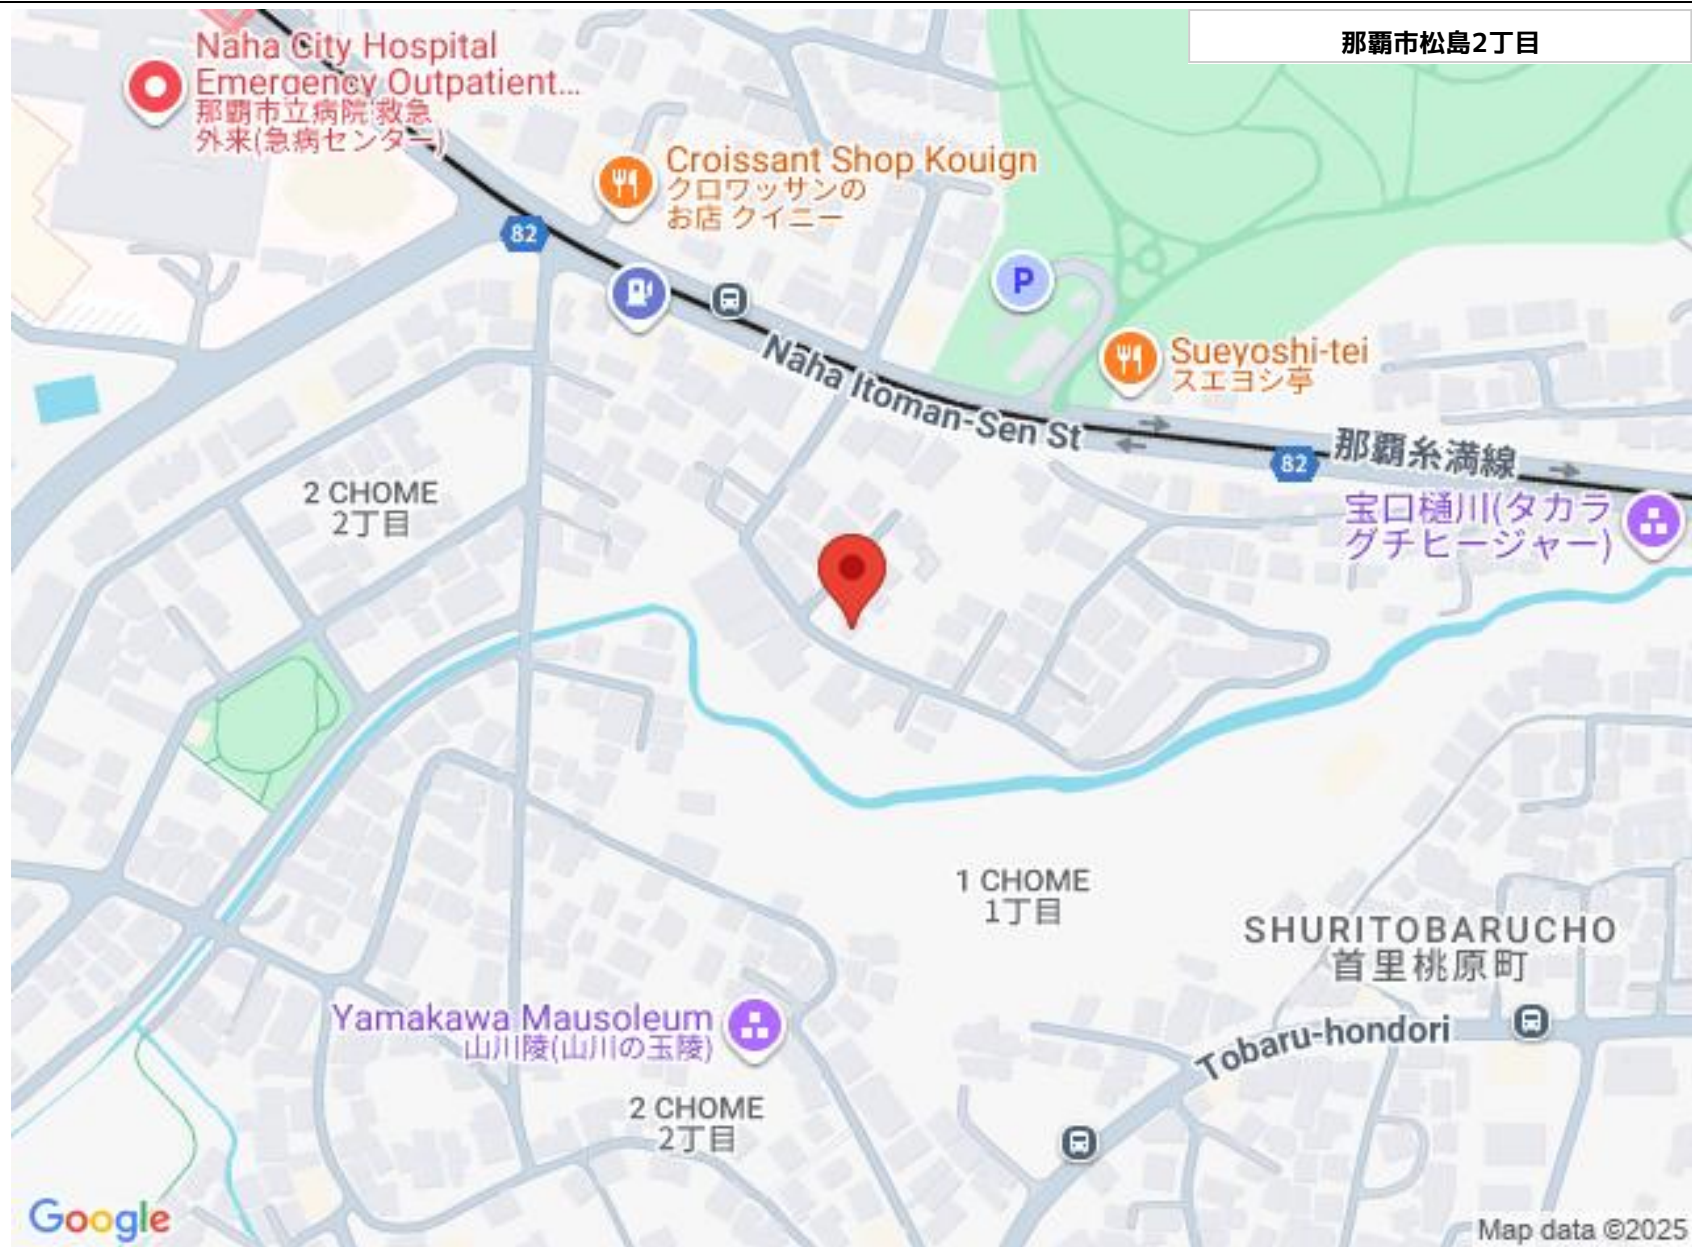 那覇市松島2丁目
Naha City Hospital
Emergency Outpatient...
那覇市立病院 救急
外来(急病センター)
Croissant Shop Kouign
クロワッサンの
お店 クイニー
82
P
Naha Itoman-Sen St
Sueyoshi-tei
スエヨシ亭
82
那覇糸満線
宝口樋川(タカラ
グチヒージャー)
2 CHOME
2丁目
1 CHOME
1丁目
SHURITOBARUCHO
首里桃原町
Yamakawa Mausoleum
山川陵(山川の玉陵)
Tobaru-hondori
2 CHOME
2丁目
Google
Map data ©2025